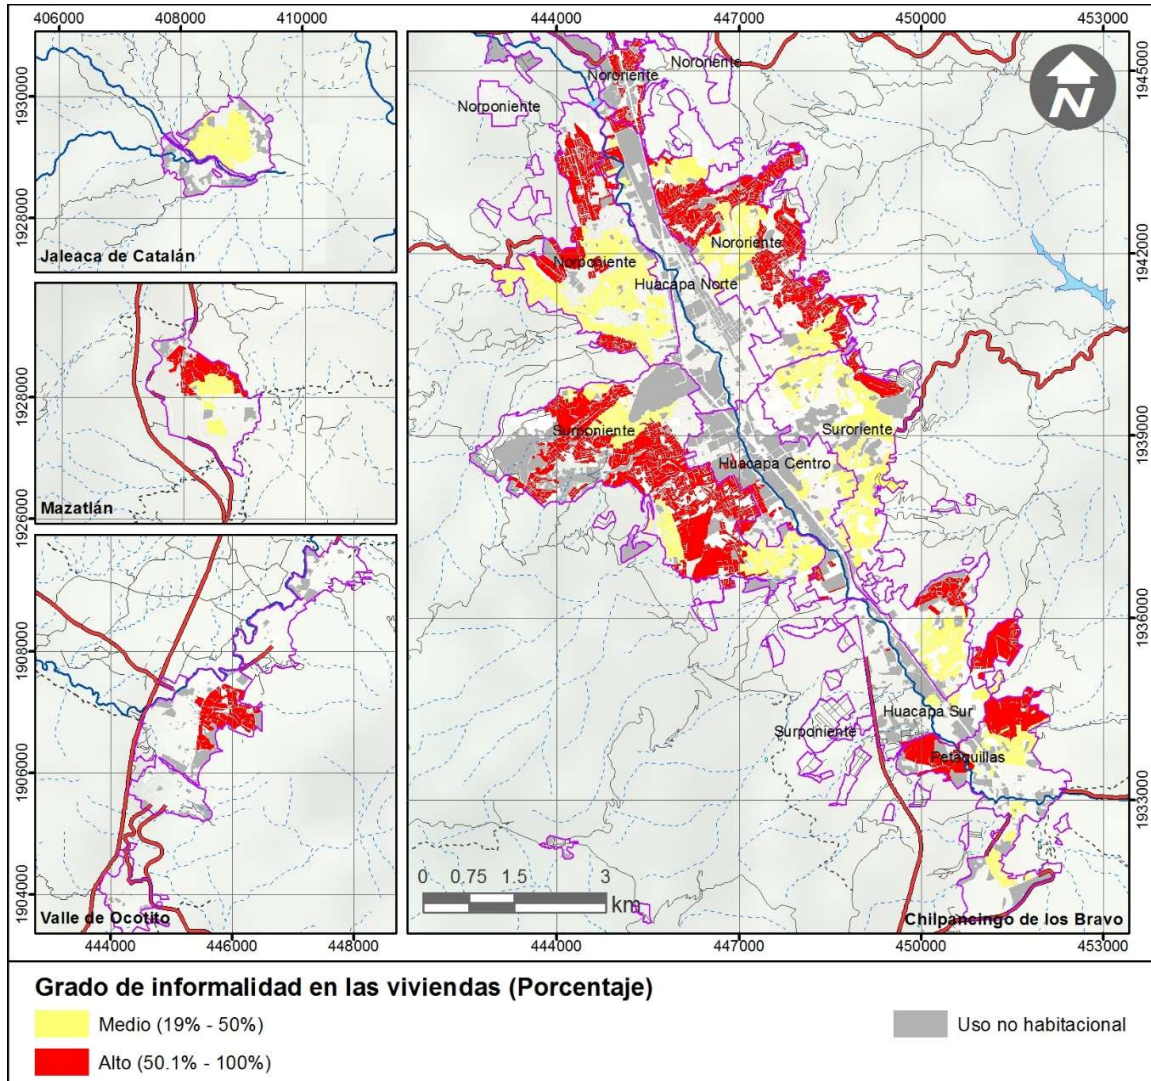 406000 408000 410000
444000 447000 450000 453000
1930000
1928000
Jaleaca de Catalán
1928000
1926000
Mazatlán
1908000
1906000
1904000
Valle de Ocotito
444000 446000 448000
Nororiente
Nororiente
Norponiente
Nororiente
Norponiente
Huacapa Norte
Surponiente
Suroriente
Huacapa Centro
Huacapa Sur
Surponiente
Petaquillas
N
1945000
1942000
1939000
1936000
1933000
0 0.75 1.5 3
km
Chilpancingo de los Bravo
444000 447000 450000 453000
Grado de informalidad en las viviendas (Porcentaje)
Medio (19% - 50%)
Uso no habitacional
Alto (50.1% - 100%)